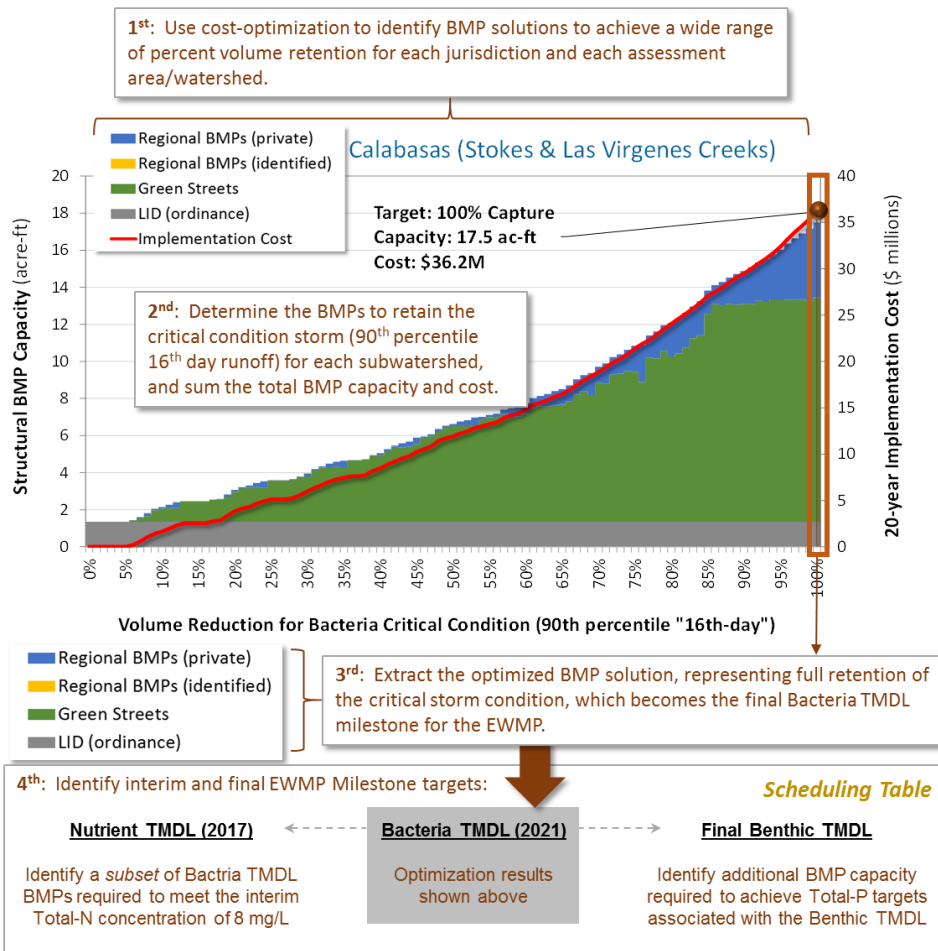 1st: Use cost-optimization to identify BMP solutions to achieve a wide range
of percent volume retention for each jurisdiction and each assessment
area/watershed.
Regional BMPs (private)
Regional BMPs (identified)
Green Streets
LID (ordinance)
Implementation Cost
Calabasas (Stokes & Las Virgenes Creeks)
Target: 100% Capture
Capacity: 17.5 ac-ft
Cost: $36.2M
2nd: Determine the BMPs to retain the
critical condition storm (90th percentile
16th day runoff) for each subwatershed,
and sum the total BMP capacity and cost.
Structural BMP Capacity (acre-ft)
20
18
16
14
12
10
8
6
4
2
0
40
35
30
25
20
15
10
5
0
20-year Implementation Cost ($ millions)
0%
5%
10%
15%
20%
25%
30%
35%
40%
45%
50%
55%
60%
65%
70%
75%
80%
85%
90%
95%
100%
Volume Reduction for Bacteria Critical Condition (90th percentile "16th-day")
Regional BMPs (private)
Regional BMPs (identified)
Green Streets
LID (ordinance)
3rd: Extract the optimized BMP solution, representing full retention of
the critical storm condition, which becomes the final Bacteria TMDL
milestone for the EWMP.
4th: Identify interim and final EWMP Milestone targets:
Scheduling Table
Nutrient TMDL (2017)
Identify a subset of Bactria TMDL
BMPs required to meet the interim
Total-N concentration of 8 mg/L
Bacteria TMDL (2021)
Optimization results
shown above
Final Benthic TMDL
Identify additional BMP capacity
required to achieve Total-P targets
associated with the Benthic TMDL